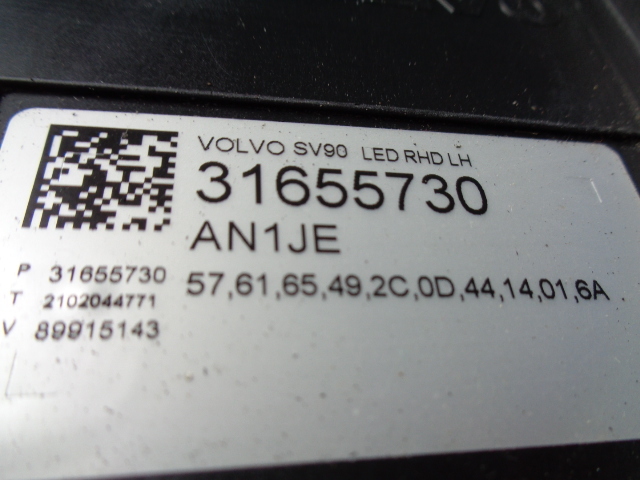 VOLVO SV90 LED RHD LH
31655730
AN1JE
P 31655730
57,61,65,49,2C,0D,44,14,01,6A
T 2102044771
V 89915143